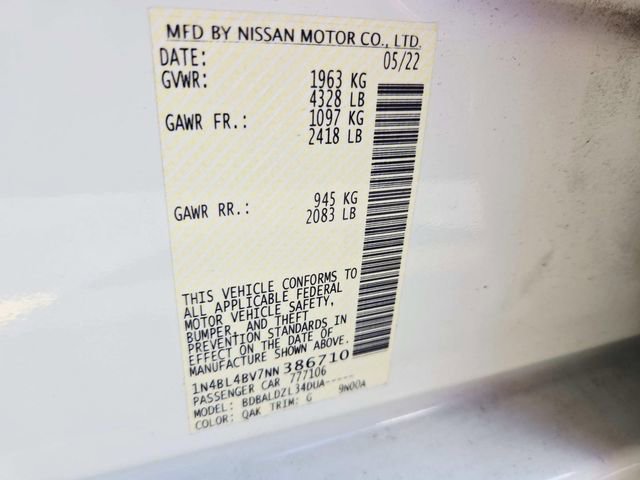 MFD BY NISSAN MOTOR CO., LTD.
DATE: 05/22
GVWR: 1963 KG
4328 LB
GAWR FR.: 1097 KG
2418 LB
GAWR RR.: 945 KG
2083 LB
THIS VEHICLE CONFORMS TO
ALL APPLICABLE FEDERAL
MOTOR VEHICLE SAFETY,
BUMPER, AND THEFT
PREVENTION STANDARDS IN
EFFECT ON THE DATE OF
MANUFACTURE SHOWN ABOVE.
1N4BL4BV7NN386710
PASSENGER CAR 777106
MODEL: BDBALDZL34DUA-----
COLOR: QAK TRIM: G 9N00A